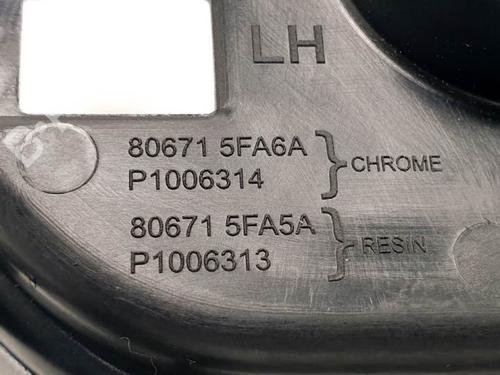 LH
80671 5FA6A
P1006314
CHROME
80671 5FA5A
P1006313
RESIN